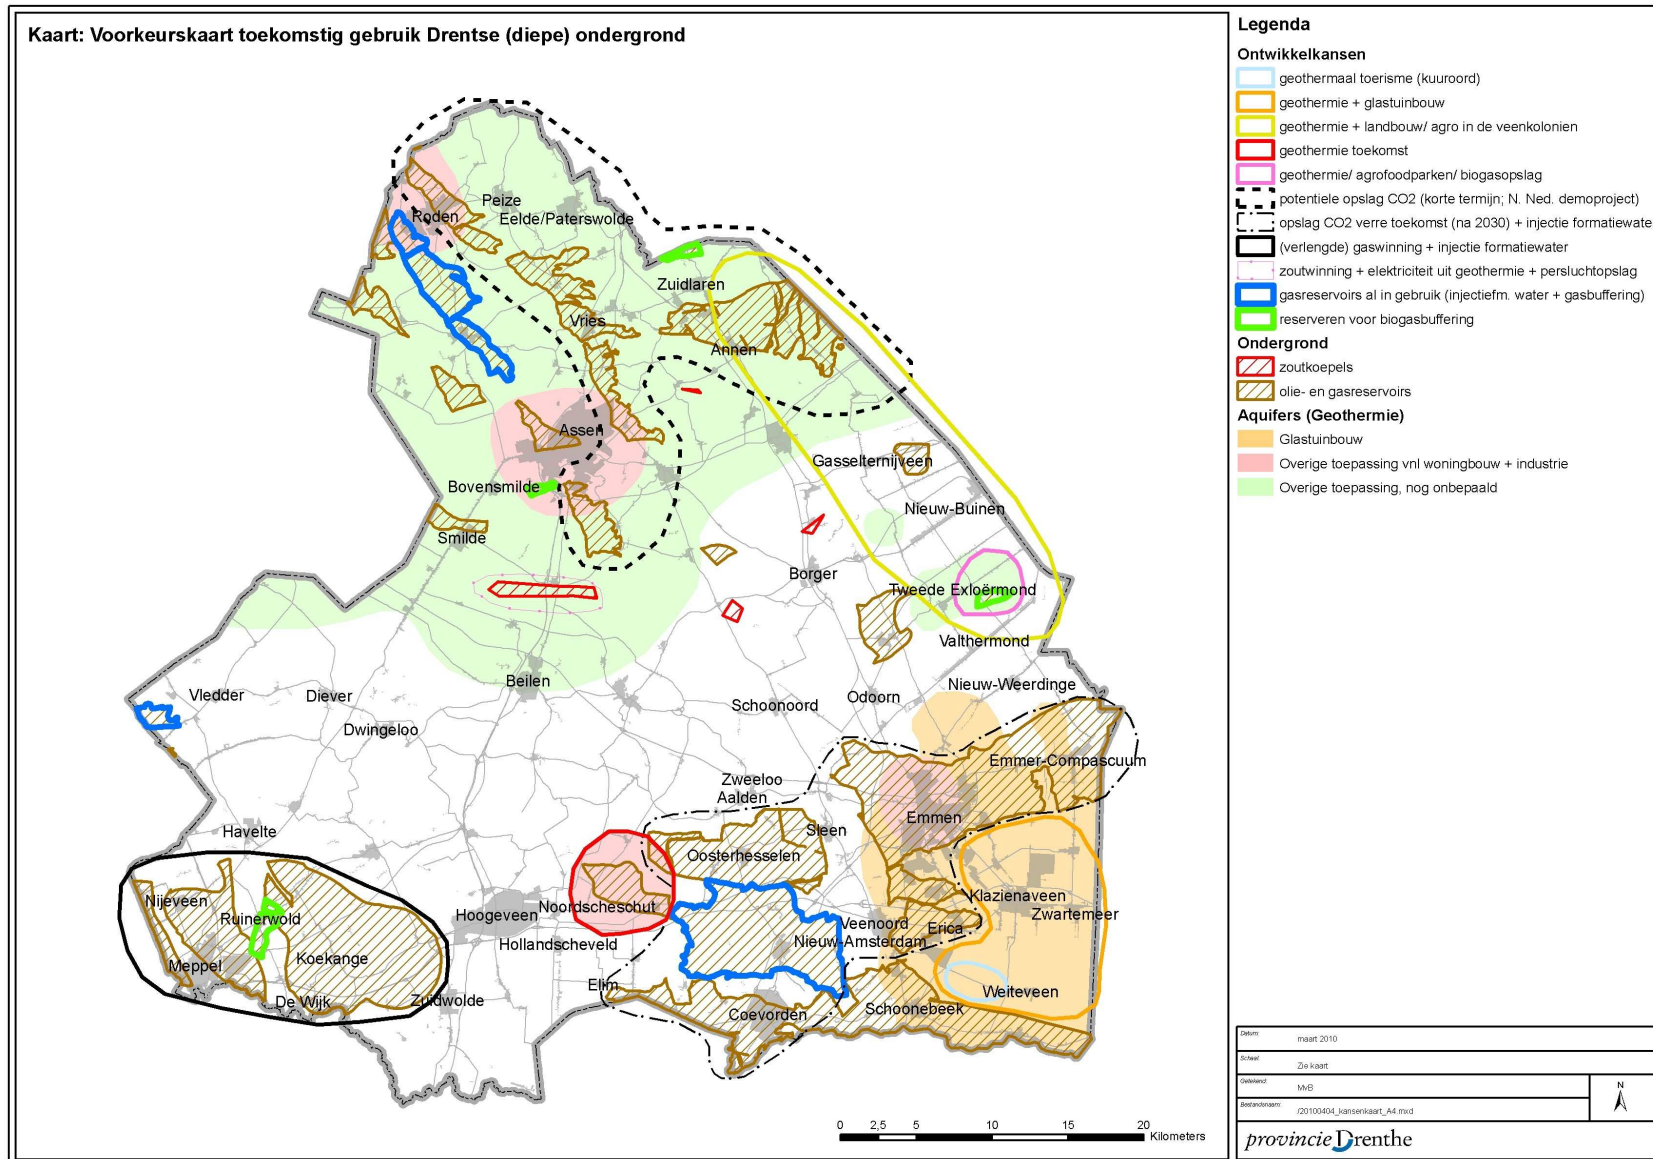 Kaart: Voorkeurskaart toekomstig gebruik Drentse (diepe) ondergrond
Roden
Peize
Eelde/Paterswolde
Zuidlaren
Vries
Annen
Assen
Gasselternijveen
Bovensmilde
Nieuw-Buinen
Smilde
Borger
Tweede Exloërmond
Valthermond
Beilen
Vledder
Diever
Nieuw-Weerdinge
Odoorn
Schoonoord
Dwingeloo
Emmer-Compascuum
Zweeloo
Aalden
Emmen
Sleen
Havelte
Oosterhesselen
Klazienaveen
Nijeveen
Noordscheschut
Zwartemeer
Ruinerwold
Hoogeveen
Veenoord
Erica
Hollandscheveld
Nieuw-Amsterdam
Koekange
Meppel
Elim
Weiteveen
De Wijk
Zuidwolde
Schoonebeek
Coevorden
0 2,5 5 10 15 20
Kilometers
Legenda
Ontwikkelkansen
geothermaal toerisme (kuuroord)
geothermie + glastuinbouw
geothermie + landbouw/ agro in de veenkolonien
geothermie toekomst
geothermie/ agrofoodparken/ biogasopslag
potentiele opslag CO2 (korte termijn; N. Ned. demoproject)
opslag CO2 verre toekomst (na 2030) + injectie formatiewate
(verlengde) gaswinning + injectie formatiewater
zoutwinning + elektriciteit uit geothermie + persluchtopslag
gasreservoirs al in gebruik (injectiefm. water + gasbuffering)
reserveren voor biogasbuffering
Ondergrond
zoutkoepels
olie- en gasreservoirs
Aquifers (Geothermie)
Glastuinbouw
Overige toepassing vnl woningbouw + industrie
Overige toepassing, nog onbepaald
Datum:
maart 2010
Schaal:
Zie kaart
Getekend:
MvB
Bestandsnaam:
/20100404_kansenkaart_A4.mxd
N
provincie Drenthe